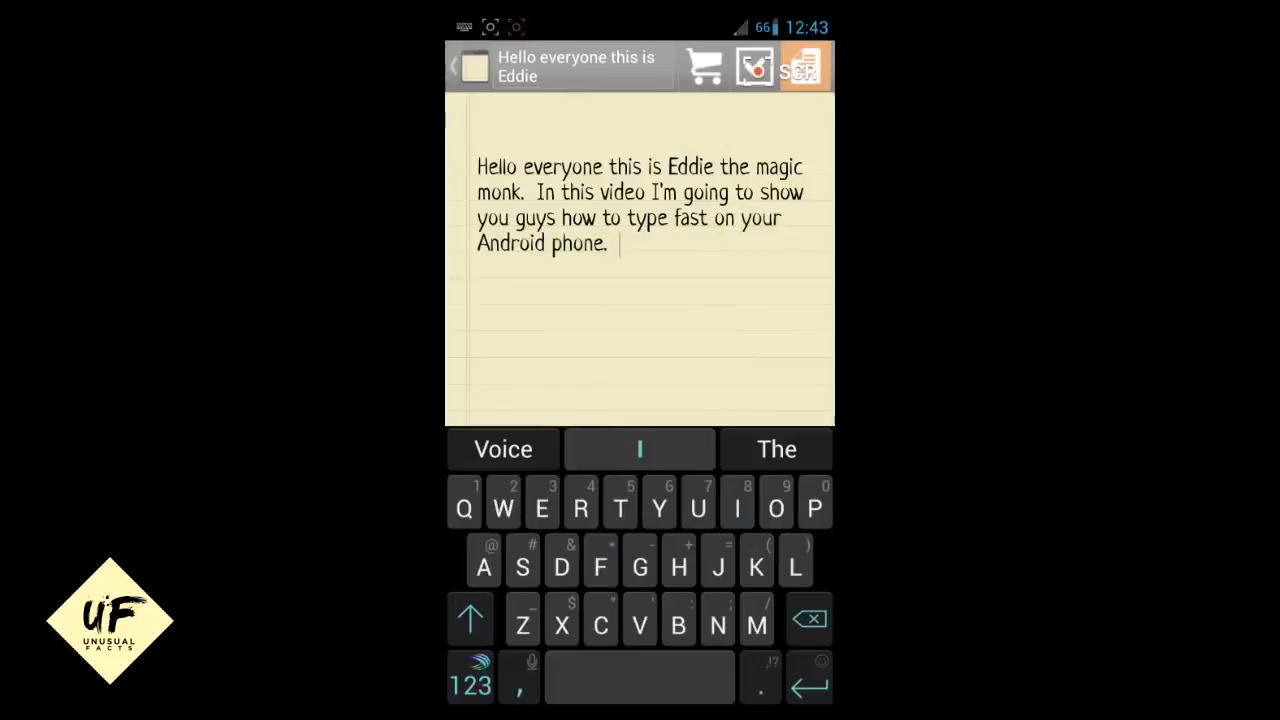 66 12:43
Hello everyone this is
Eddie
SCR
Hello everyone this is Eddie the magic
monk.  In this video I'm going to show
you guys how to type fast on your
Android phone.
Voice I The
1 2 3 4 5 6 7 8 9 0
Q W E R T Y U I O P
@ # & * - + = ( )
A S D F G H J K L
_ $ " ' : ; /
Z X C V B N M
,!?
123 , .
UF
UNUSUAL
FACTS